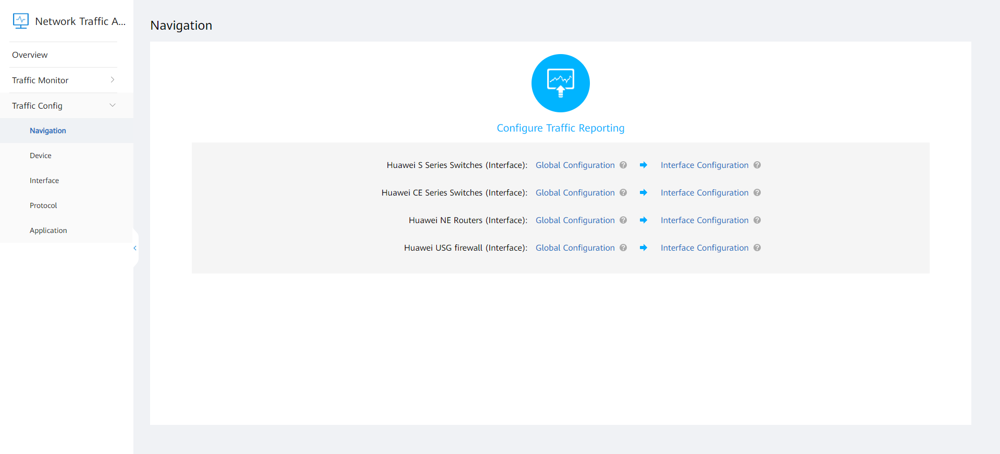 Network Traffic A...
Overview
Traffic Monitor
Traffic Config
Navigation
Device
Interface
Protocol
Application
Navigation
Configure Traffic Reporting
Huawei S Series Switches (Interface): Global Configuration ? Interface Configuration ?
Huawei CE Series Switches (Interface): Global Configuration ? Interface Configuration ?
Huawei NE Routers (Interface): Global Configuration ? Interface Configuration ?
Huawei USG firewall (Interface): Global Configuration ? Interface Configuration ?